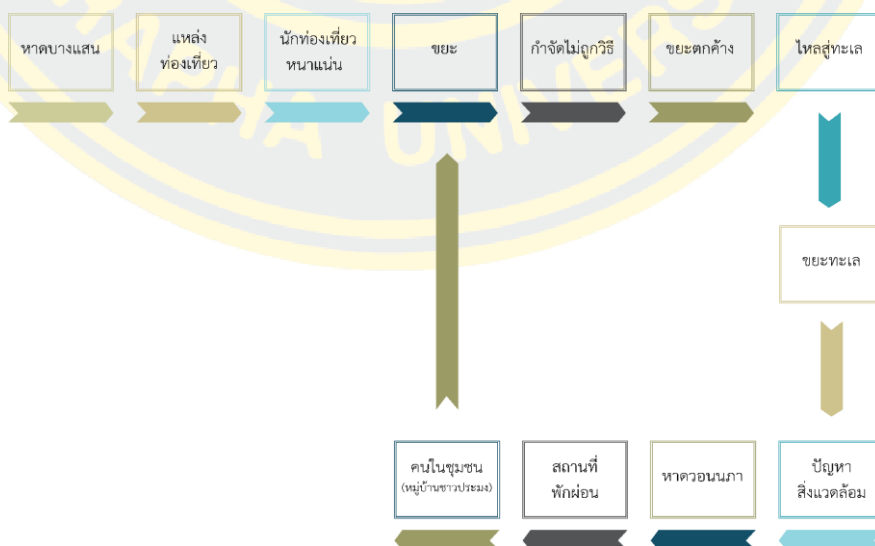 หาดบางแสน
แหล่ง
ท่องเที่ยว
นักท่องเที่ยว
หนาแน่น
ขยะ
กำจัดไม่ถูกวิธี
ขยะตกค้าง
ไหลสู่ทะเล
ขยะทะเล
คนในชุมชน
(หมู่บ้านชาวประมง)
สถานที่
พักผ่อน
หาดวอนนภา
ปัญหา
สิ่งแวดล้อม